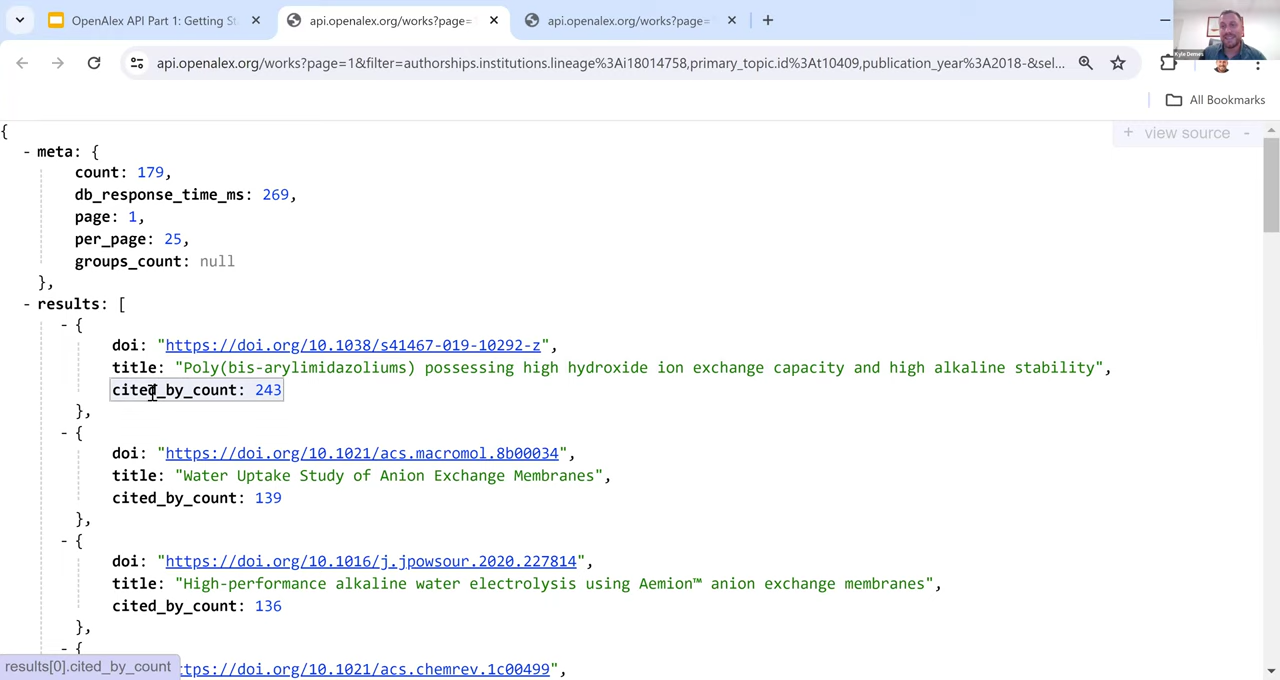 OpenAlex API Part 1: Getting St
api.openalex.org/works?page=
api.openalex.org/works?page=
api.openalex.org/works?page=1&filter=authorships.institutions.lineage%3Ai18014758,primary_topic.id%3At10409,publication_year%3A2018-&sel...
Kyle Demes
All Bookmarks
+ view source -
{
- meta: {
count: 179,
db_response_time_ms: 269,
page: 1,
per_page: 25,
groups_count: null
},
- results: [
- {
doi: "https://doi.org/10.1038/s41467-019-10292-z",
title: "Poly(bis-arylimidazoliums) possessing high hydroxide ion exchange capacity and high alkaline stability",
cited_by_count: 243
},
- {
doi: "https://doi.org/10.1021/acs.macromol.8b00034",
title: "Water Uptake Study of Anion Exchange Membranes",
cited_by_count: 139
},
- {
doi: "https://doi.org/10.1016/j.jpowsour.2020.227814",
title: "High-performance alkaline water electrolysis using Aemion™ anion exchange membranes",
cited_by_count: 136
},
- {
results[0].cited_by_count
tps://doi.org/10.1021/acs.chemrev.1c00499",